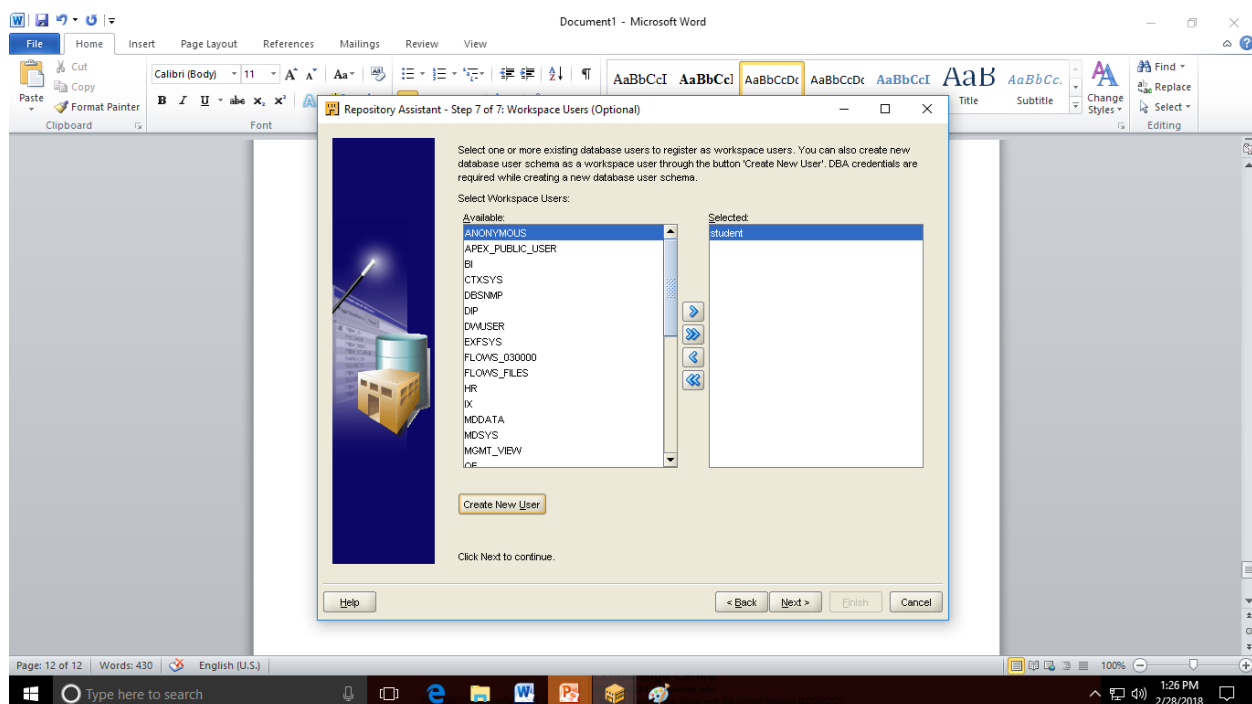 Document1 - Microsoft Word
File Home Insert Page Layout References Mailings Review View
Cut
Copy
Format Painter
Paste
Clipboard
Calibri (Body) 11
Font
AaBbCcI AaBbCcI AaBbCcDc AaBbCcDc AaBbCcI AaB AaBbCc.
Title Subtitle
Change
Styles
Find
Replace
Select
Editing
Repository Assistant - Step 7 of 7: Workspace Users (Optional)
Select one or more existing database users to register as workspace users. You can also create new
database user schema as a workspace user through the button 'Create New User'. DBA credentials are
required while creating a new database user schema.
Select Workspace Users:
Available: Selected:
ANONYMOUS student
APEX_PUBLIC_USER
BI
CTXSYS
DBSNMP
DIP
DWUSER
EXFSYS
FLOWS_030000
FLOWS_FILES
HR
IX
MDDATA
MDSYS
MGMT_VIEW
OE
Create New User
Click Next to continue.
Help < Back Next > Finish Cancel
Page: 12 of 12 Words: 430 English (U.S.) 100%
Type here to search
1:26 PM
2/28/2018